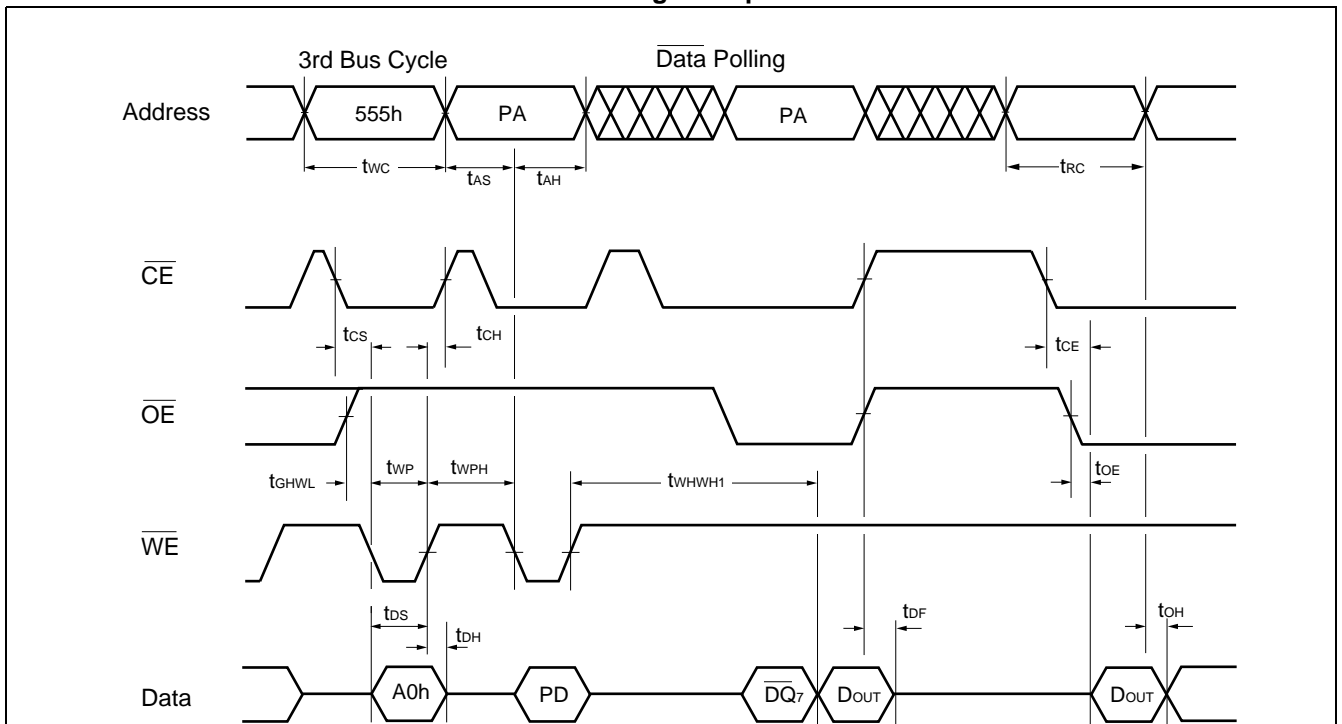 3rd Bus Cycle
Data Polling
Address
555h
PA
PA
tWC
tAS
tAH
tRC
CE
tCS
tCH
tCE
OE
tGHWL
tWP
tWPH
tWHWH1
tOE
WE
tDS
tDH
tDF
tOH
Data
A0h
PD
DQ7
DOUT
DOUT